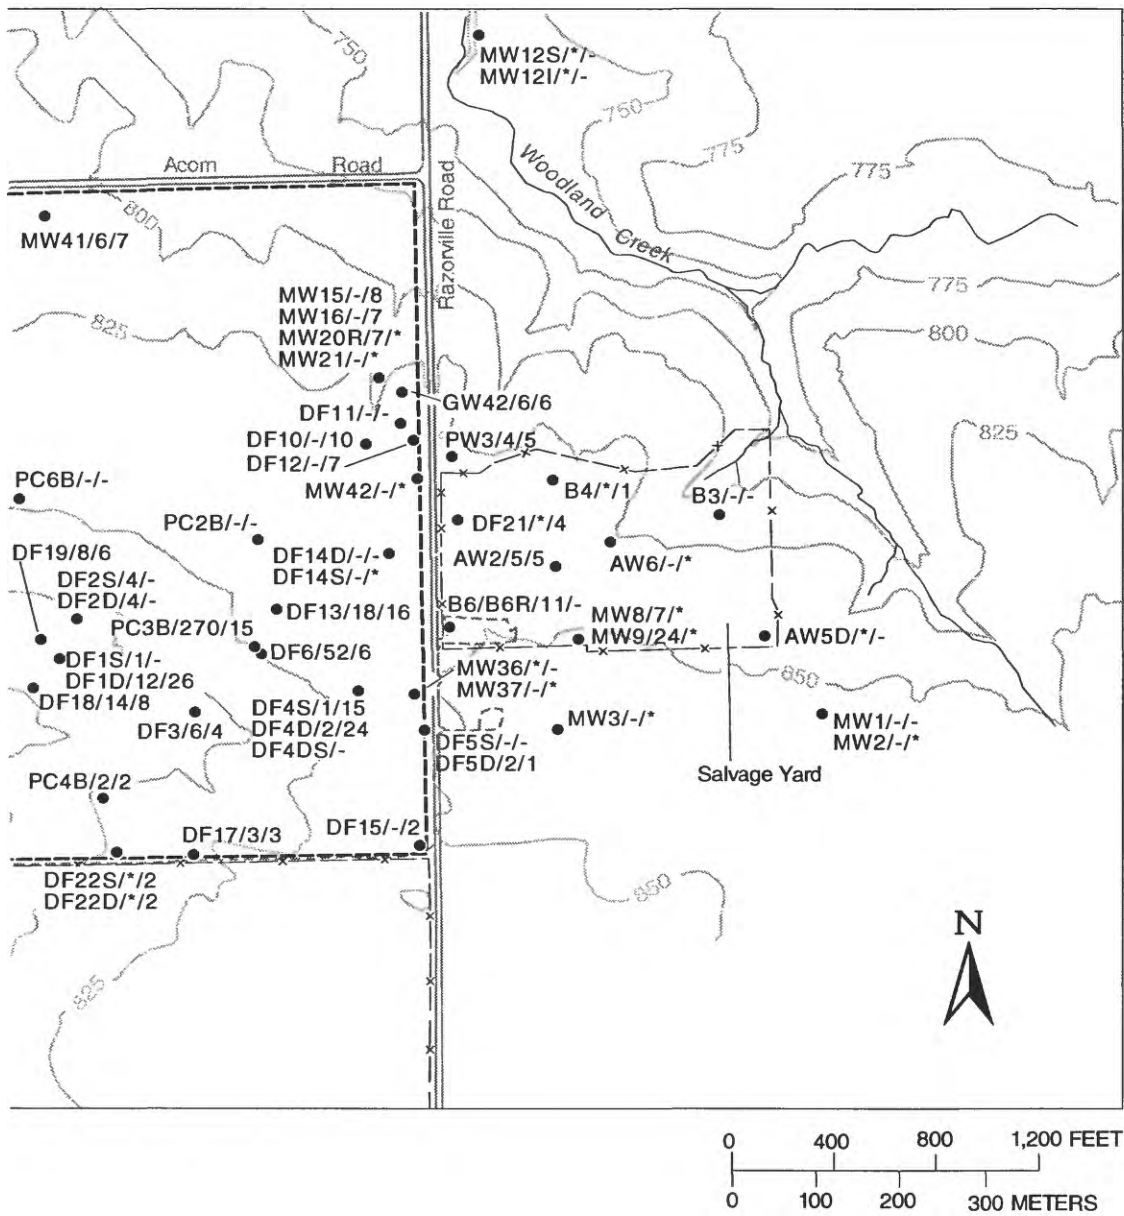 750
MW12S/*/-
MW12I/*/-
750
775
775
Woodland Creek
Acorn Road
Razorville Road
800
MW41/6/7
775
825
MW15/-/8
MW16/-/7
MW20R/7/*
MW21/-/*
800
GW42/6/6
DF11/-/-
825
DF10/-/10
DF12/-/7
PW3/4/5
PC6B/-/-
MW42/-/*
B4/*/1
B3/-/-
PC2B/-/-
DF21/*/4
DF19/8/6
DF2S/4/-
DF2D/4/-
DF14D/-/-
DF14S/-/*
AW2/5/5
AW6/-/*
DF13/18/16
B6/B6R/11/-
MW8/7/*
MW9/24/*
PC3B/270/15
AW5D/*/-
DF1S/1/-
DF1D/12/26
DF6/52/6
MW36/*/-
MW37/-/*
850
DF18/14/8
DF4S/1/15
DF4D/2/24
DF4DS/-
DF3/6/4
MW3/-/*
MW1/-/-
MW2/-/*
DF5S/-/-
DF5D/2/1
PC4B/2/2
Salvage Yard
DF17/3/3
DF15/-/2
DF22S/*/2
DF22D/*/2
850
825
N
0 400 800 1,200 FEET
0 100 200 300 METERS